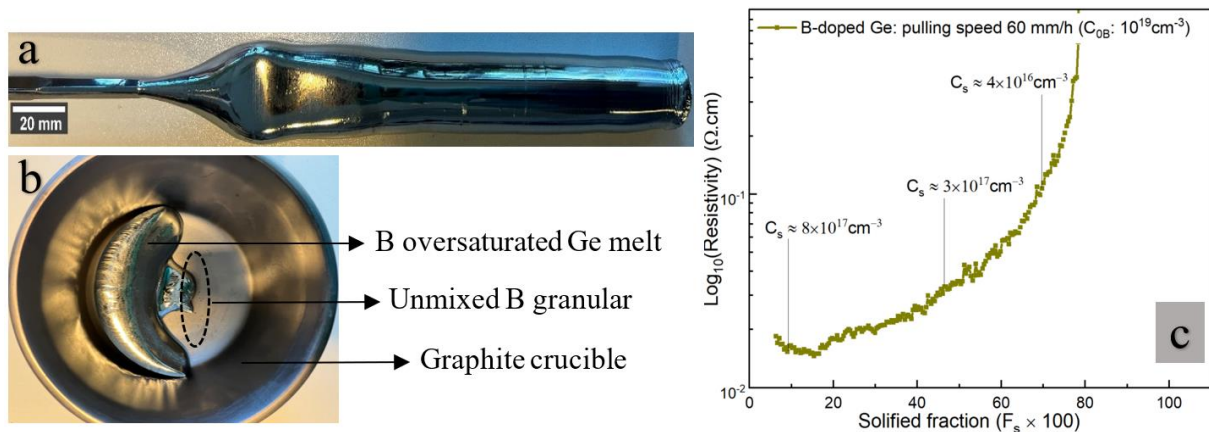 a
20 mm
b
B oversaturated Ge melt
Unmixed B granular
Graphite crucible
B-doped Ge: pulling speed 60 mm/h (C₀B: 10¹⁹cm⁻³)
Cₛ ≈ 4×10¹⁶cm⁻³
Cₛ ≈ 3×10¹⁷cm⁻³
Cₛ ≈ 8×10¹⁷cm⁻³
Log₁₀(Resistivity) (Ω.cm)
10⁻¹
10⁻²
c
0 20 40 60 80 100
Solified fraction (Fₛ × 100)